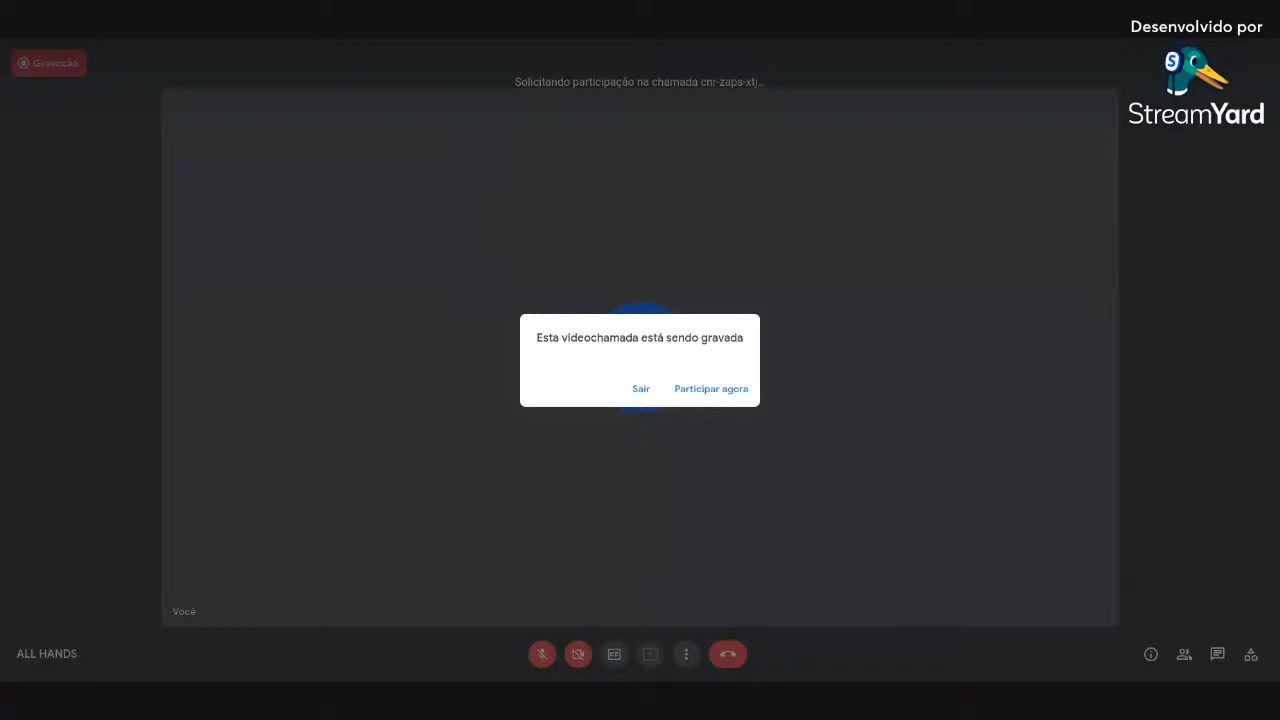 Desenvolvido por
StreamYard
Gravação
Solicitando participação na chamada cnr-zaps-xtj...
Esta videochamada está sendo gravada
Sair
Participar agora
Você
ALL HANDS